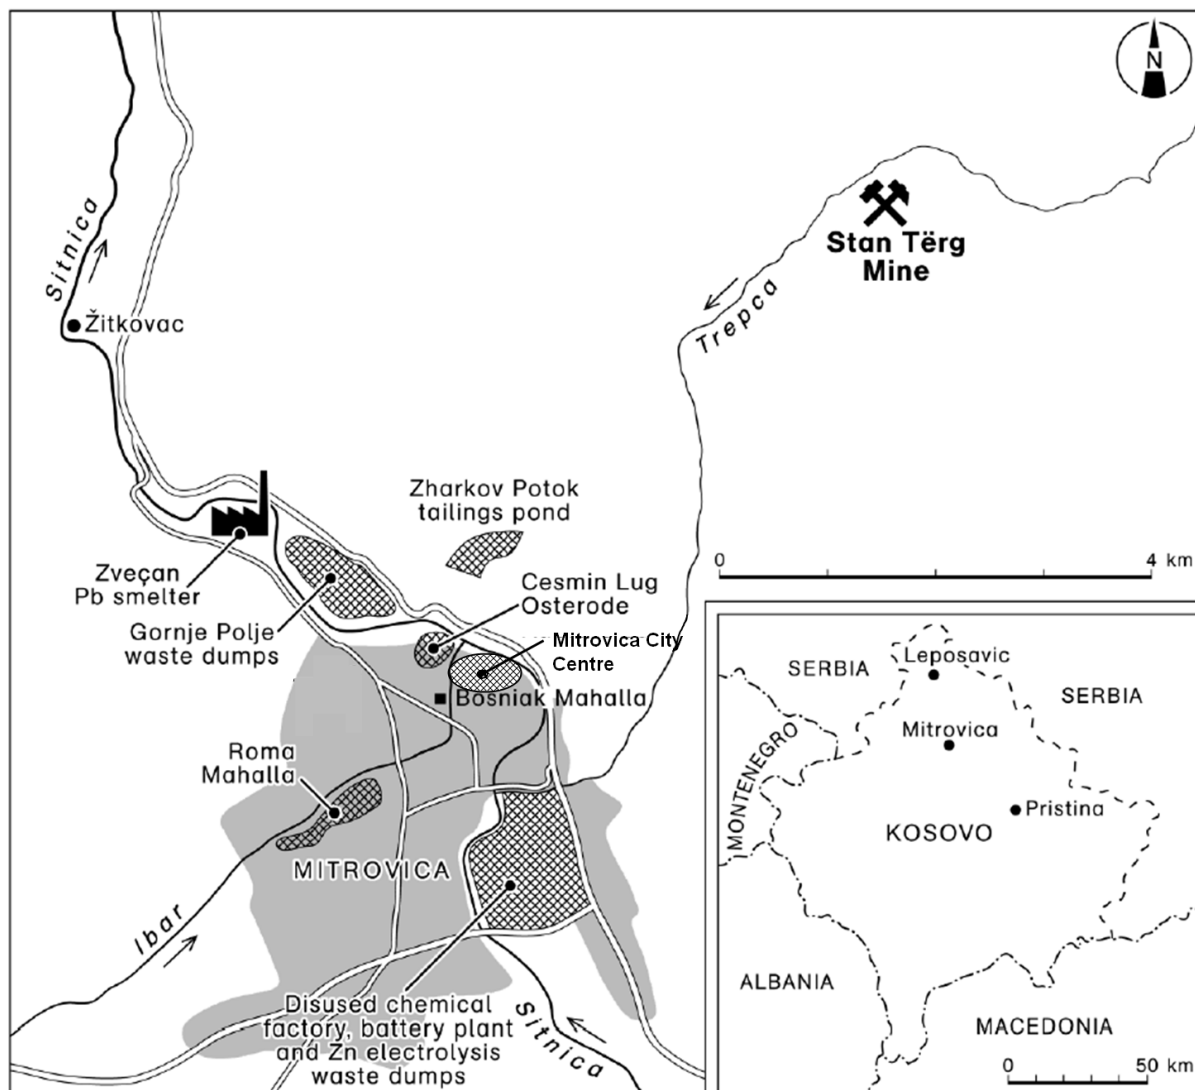 N
Sitnica
Stan Tërg
Mine
Trepca
Žitkovac
Zharkov Potok
tailings pond
0
4 km
Zveçan
Pb smelter
Cesmin Lug
Osterode
Gornje Polje
waste dumps
Mitrovica City
Centre
Bosniak Mahalla
Roma
Mahalla
MITROVICA
Ibar
Disused chemical
factory, battery plant
and Zn electrolysis
waste dumps
Sitnica
SERBIA
Leposavic
SERBIA
Mitrovica
MONTENEGRO
Pristina
KOSOVO
ALBANIA
MACEDONIA
0
50 km